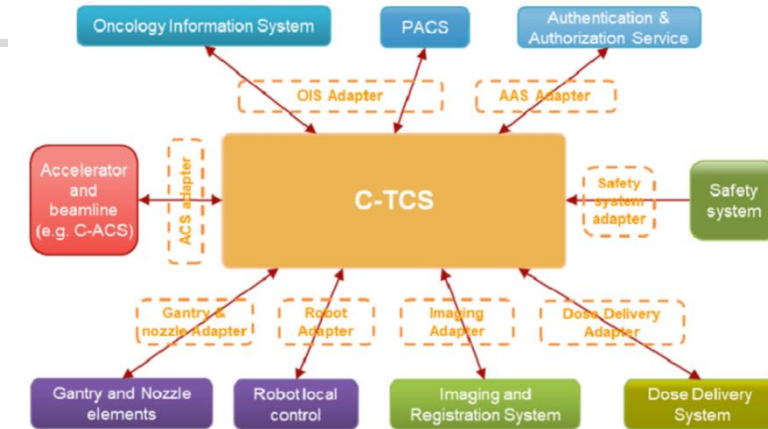 Oncology Information System
PACS
Authentication &
Authorization Service
OIS Adapter
AAS Adapter
Accelerator
and
beamline
(e.g. C-ACS)
ACS adapter
C-TCS
Safety
system
adapter
Safety
system
Gantry &
nozzle Adapter
Robot
Adapter
Imaging
Adapter
Dose Delivery
Adapter
Gantry and Nozzle
elements
Robot local
control
Imaging and
Registration System
Dose Delivery
System